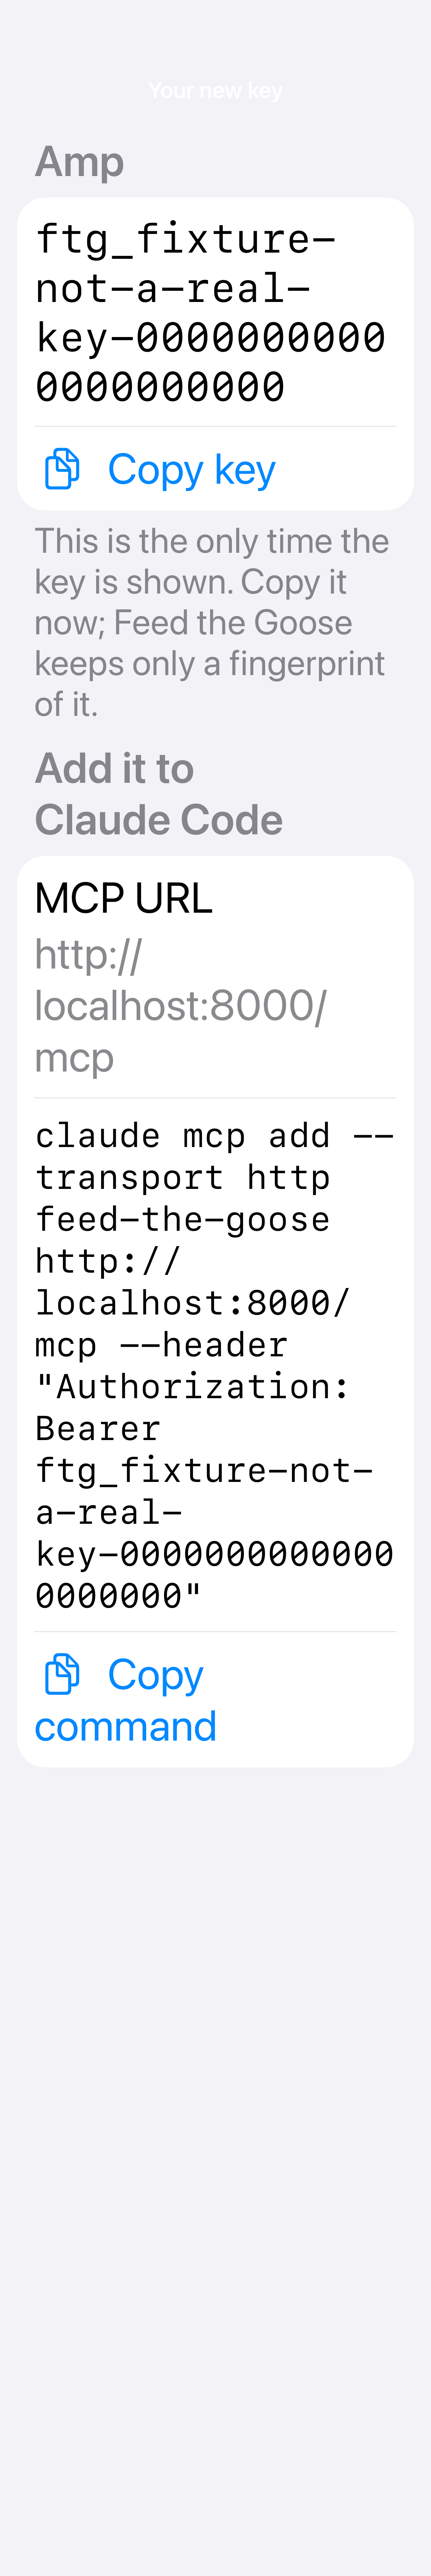 Your new key
Amp
ftg_fixture-
not-a-real-
key-0000000000
0000000000
Copy key
This is the only time the
key is shown. Copy it
now; Feed the Goose
keeps only a fingerprint
of it.
Add it to
Claude Code
MCP URL
http://
localhost:8000/
mcp
claude mcp add --
transport http
feed-the-goose
http://
localhost:8000/
mcp --header
"Authorization:
Bearer
ftg_fixture-not-
a-real-
key-0000000000000
0000000"
Copy
command